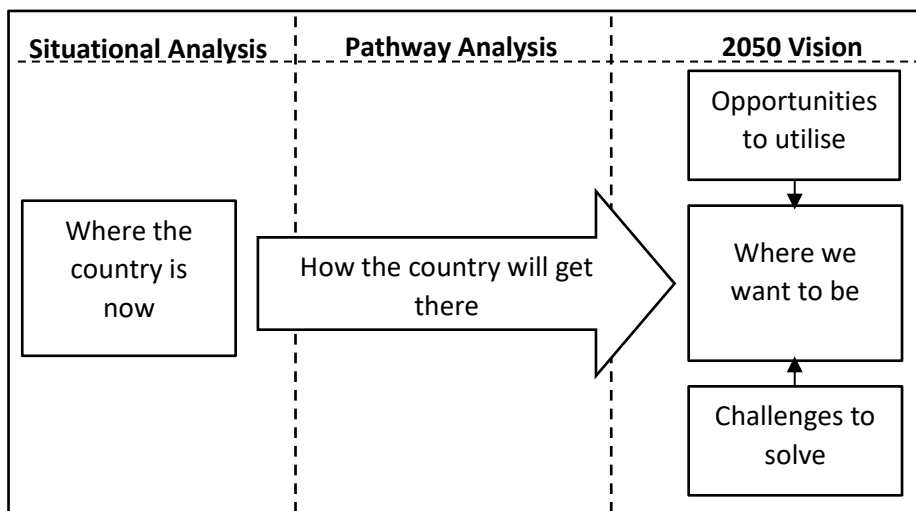 Situational Analysis
Pathway Analysis
2050 Vision
Opportunities
to utilise
Where the
country is
now
How the country will get
there
Where we
want to be
Challenges to
solve